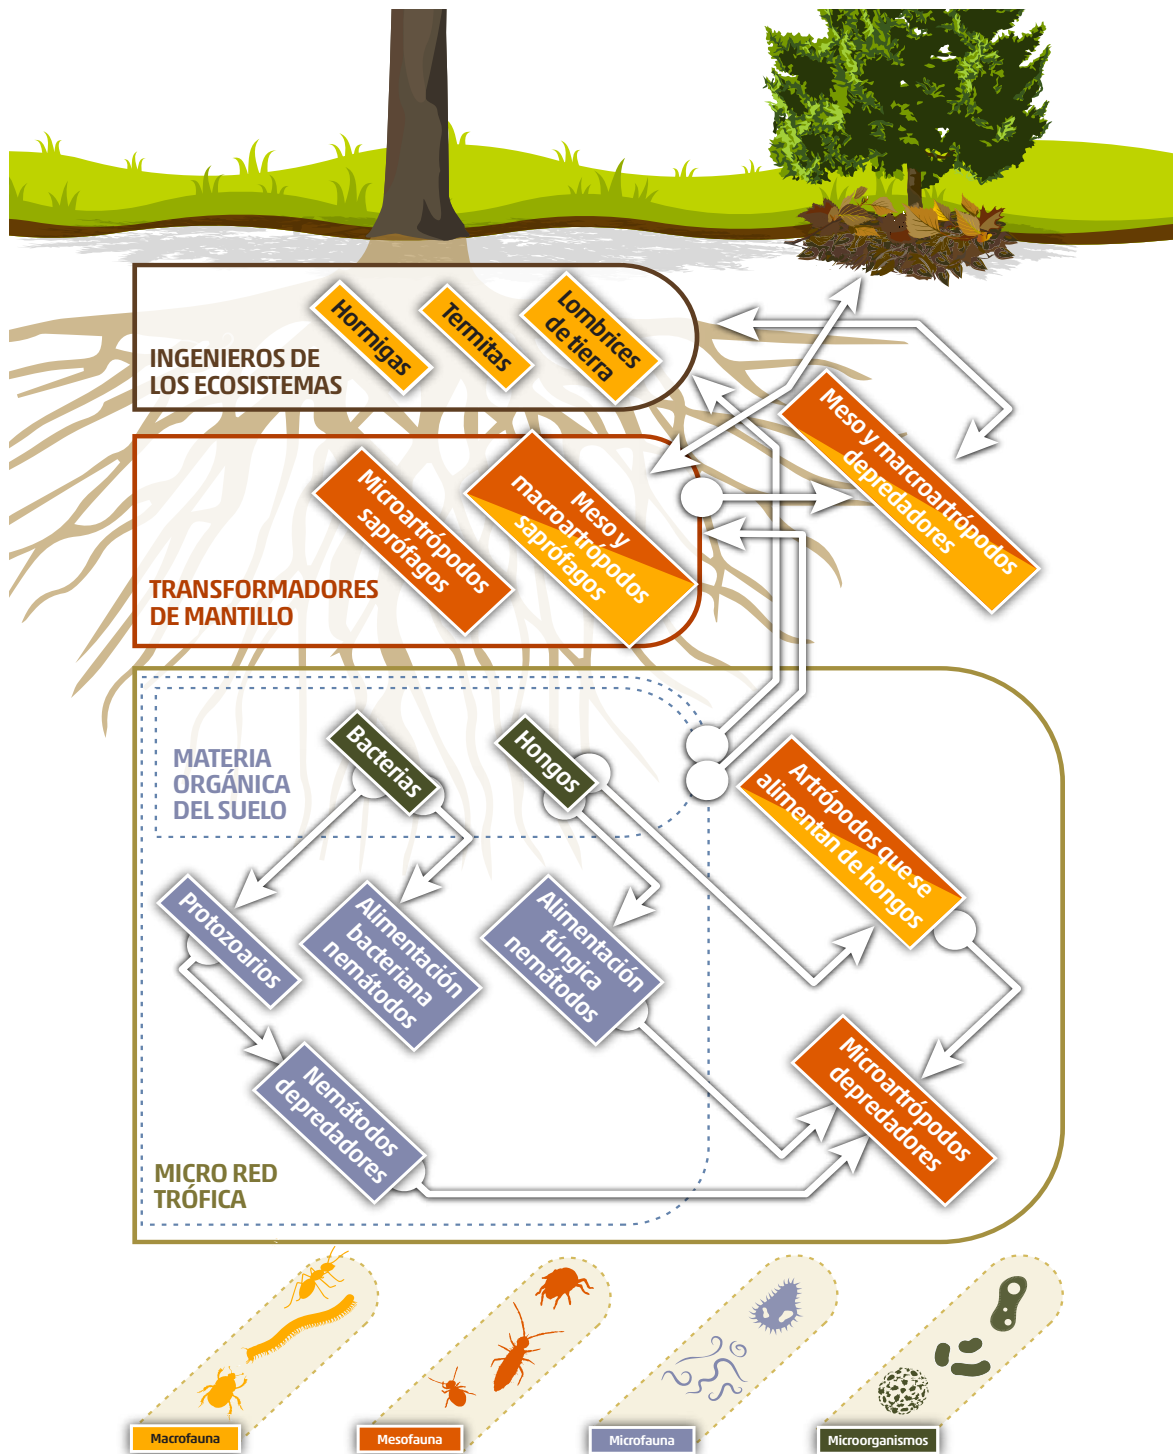 Hormigas
Termitas
Lombrices
de tierra
INGENIEROS DE
LOS ECOSISTEMAS
Meso y marcroartrópodos
depredadores
Microartrópodos
saprófagos
Meso y
macroartrópodos
saprófagos
TRANSFORMADORES
DE MANTILLO
Bacterias
Hongos
MATERIA
ORGÁNICA
DEL SUELO
Artrópodos que se
alimentan de hongos
Protozoarios
Alimentación
bacteriana
nemátodos
Alimentación
fúngica
nemátodos
Nemátodos
depredadores
Microartrópodos
depredadores
MICRO RED
TRÓFICA
Macrofauna
Mesofauna
Microfauna
Microorganismos